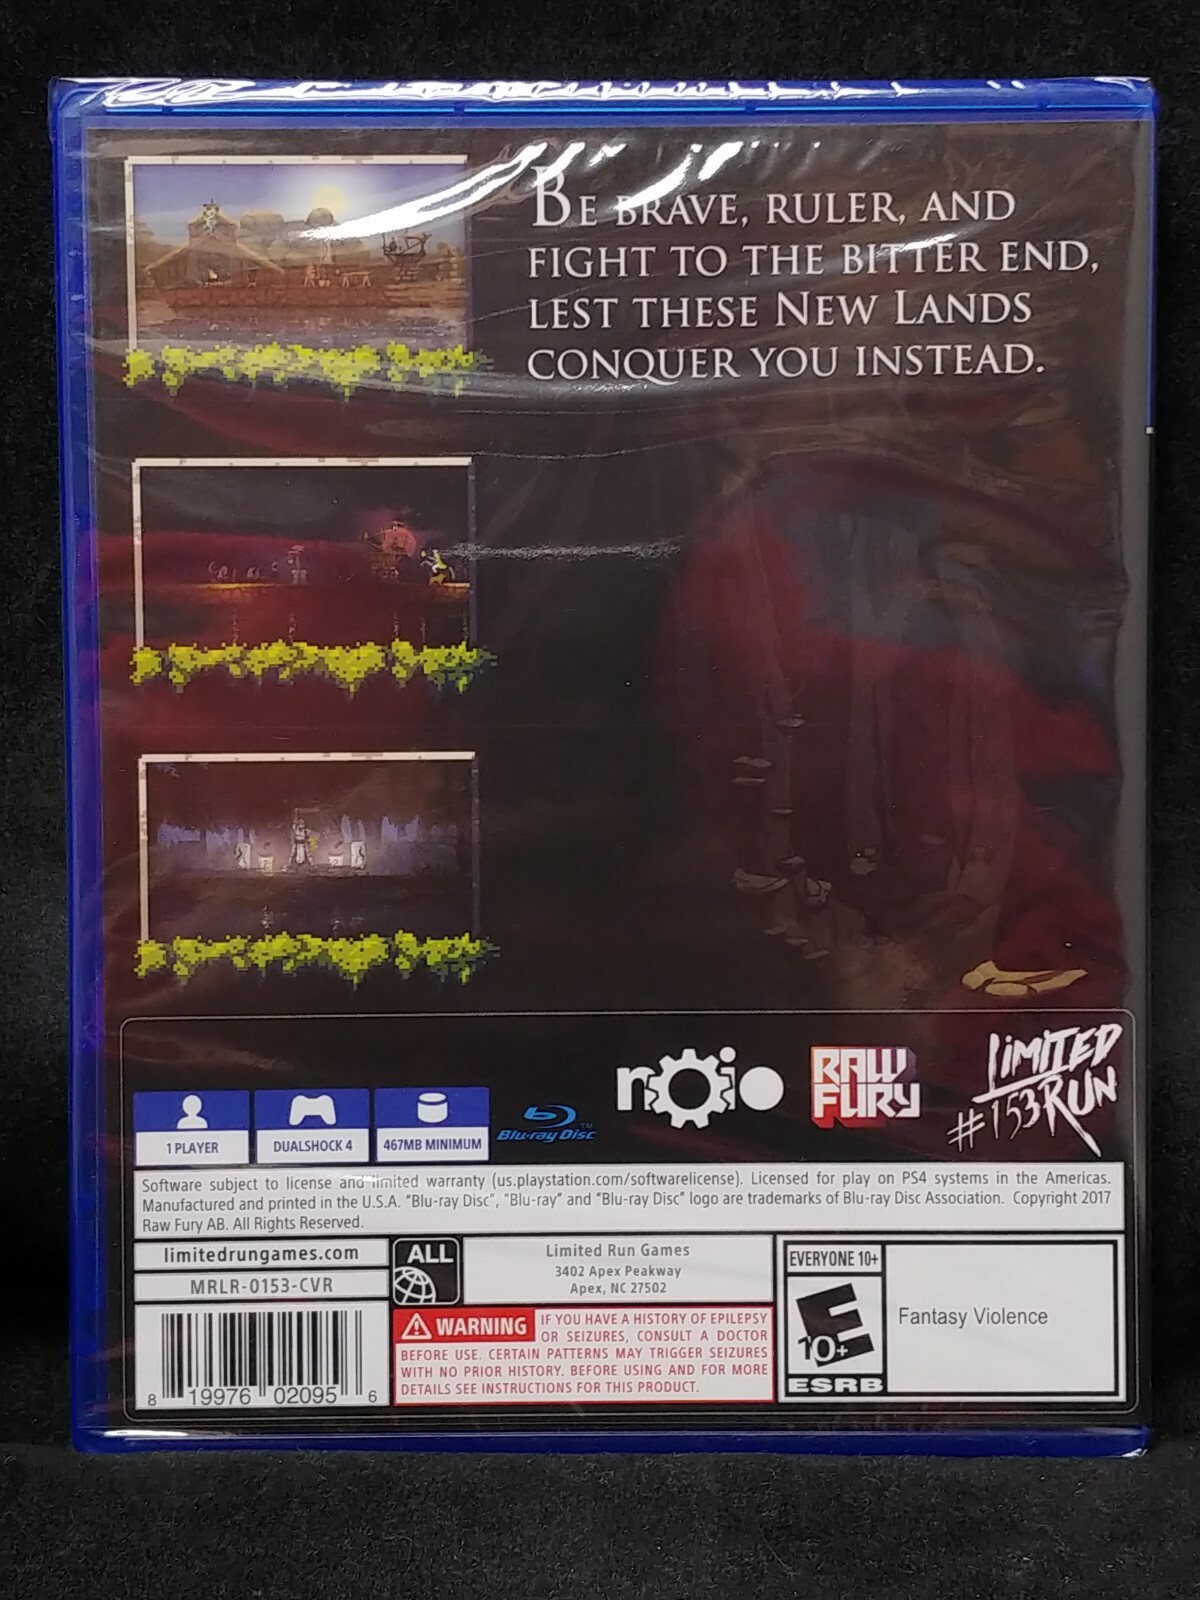 BE BRAVE, RULER, AND
FIGHT TO THE BITTER END,
LEST THESE NEW LANDS
CONQUER YOU INSTEAD.
noio
RAW
FURY
LIMITED
#153RUN
1 PLAYER
DUALSHOCK 4
467MB MINIMUM
Blu-ray Disc™
Software subject to license and limited warranty (us.playstation.com/softwarelicense). Licensed for play on PS4 systems in the Americas.
Manufactured and printed in the U.S.A. "Blu-ray Disc", "Blu-ray" and "Blu-ray Disc" logo are trademarks of Blu-ray Disc Association. Copyright 2017
Raw Fury AB. All Rights Reserved.
limitedrungames.com
MRLR-0153-CVR
8 19976 02095 6
ALL
Limited Run Games
3402 Apex Peakway
Apex, NC 27502
WARNING IF YOU HAVE A HISTORY OF EPILEPSY
OR SEIZURES, CONSULT A DOCTOR
BEFORE USE. CERTAIN PATTERNS MAY TRIGGER SEIZURES
WITH NO PRIOR HISTORY. BEFORE USING AND FOR MORE
DETAILS SEE INSTRUCTIONS FOR THIS PRODUCT.
EVERYONE 10+
E
10+
ESRB
Fantasy Violence